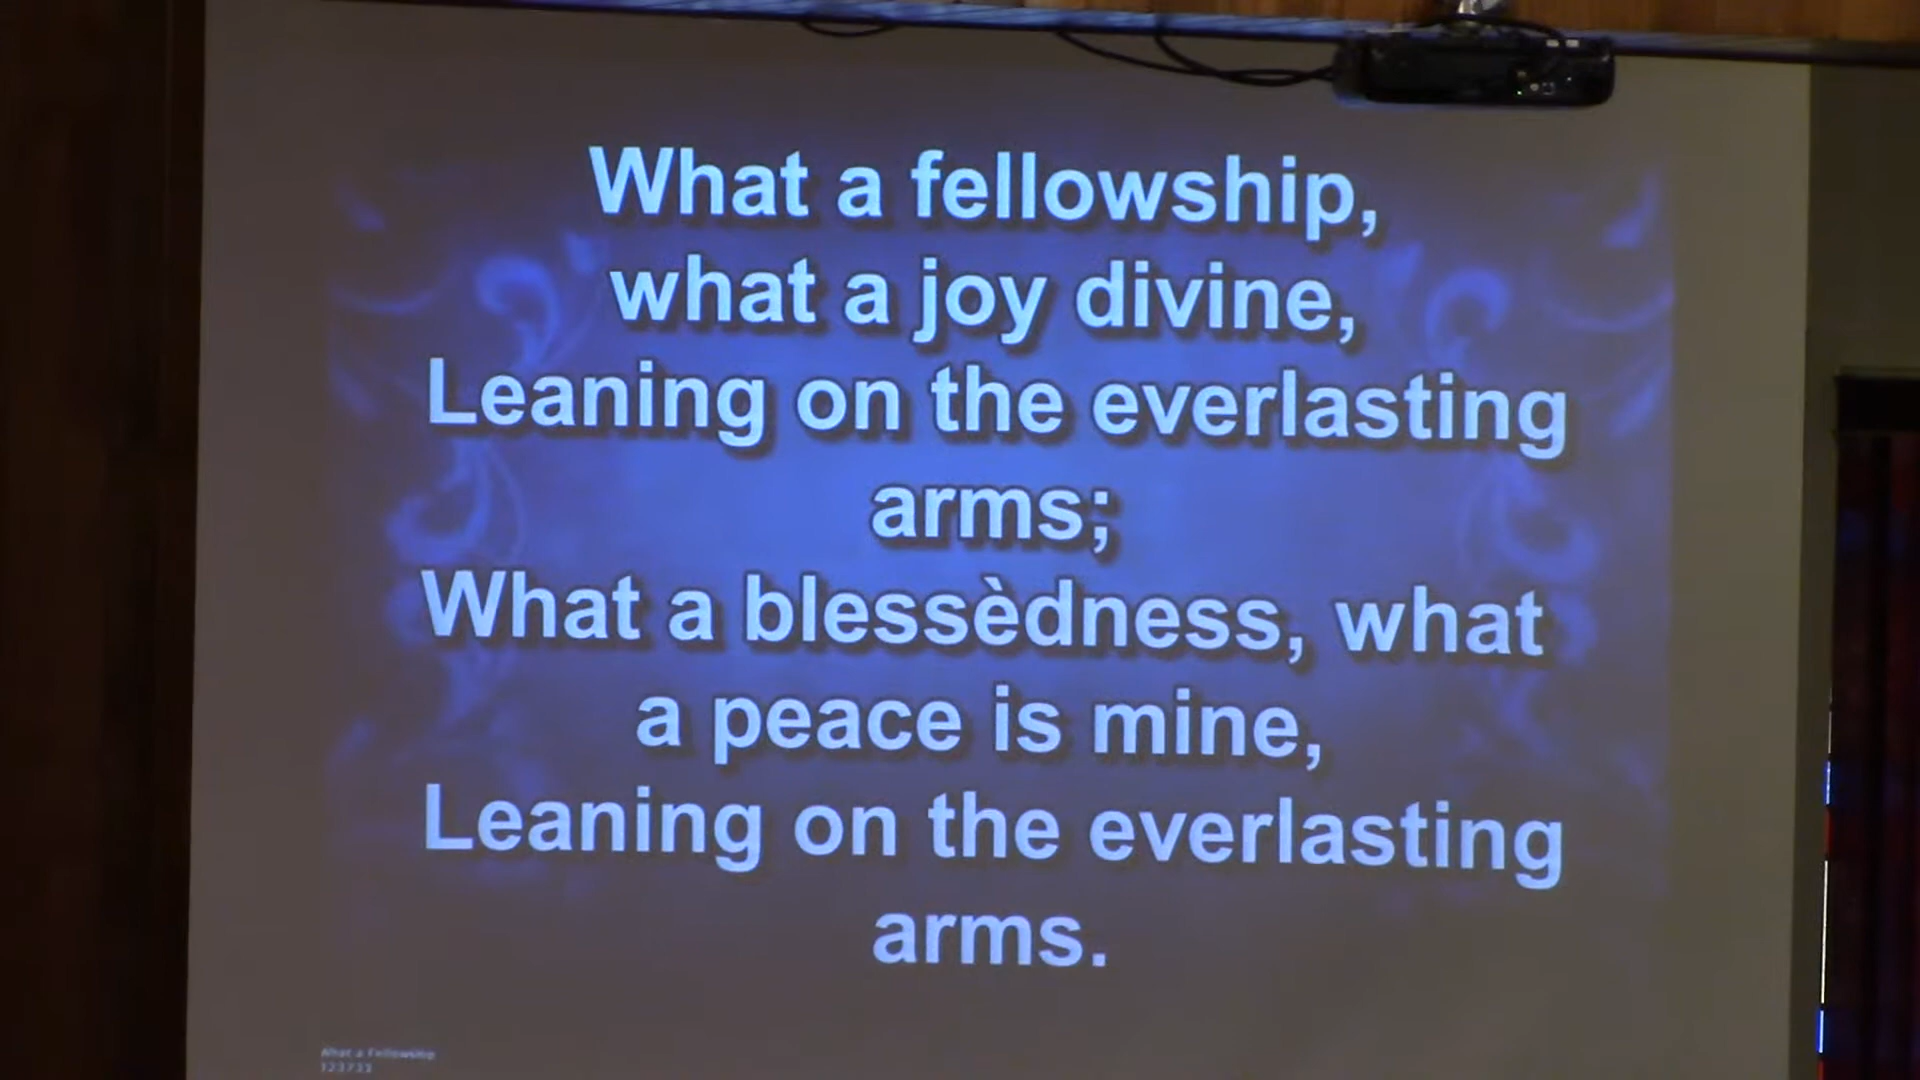 What a fellowship,
what a joy divine,
Leaning on the everlasting
arms;
What a blessèdness, what
a peace is mine,
Leaning on the everlasting
arms.
What a Fellowship